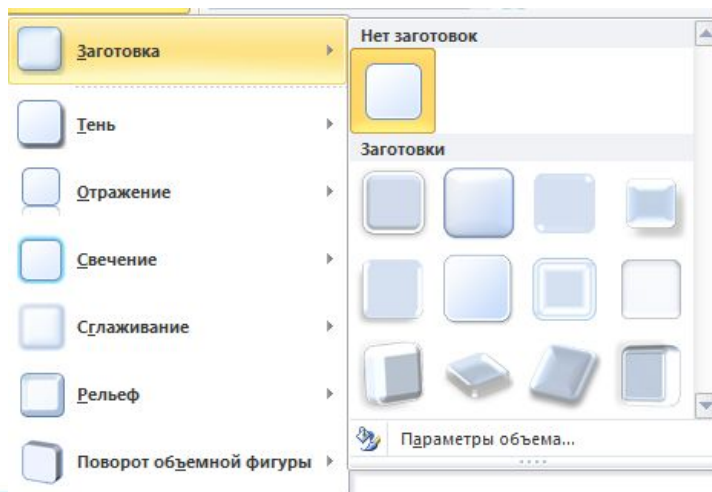 Заготовка
Тень
Отражение
Свечение
Сглаживание
Рельеф
Поворот объемной фигуры
Нет заготовок
Заготовки
Параметры объема...